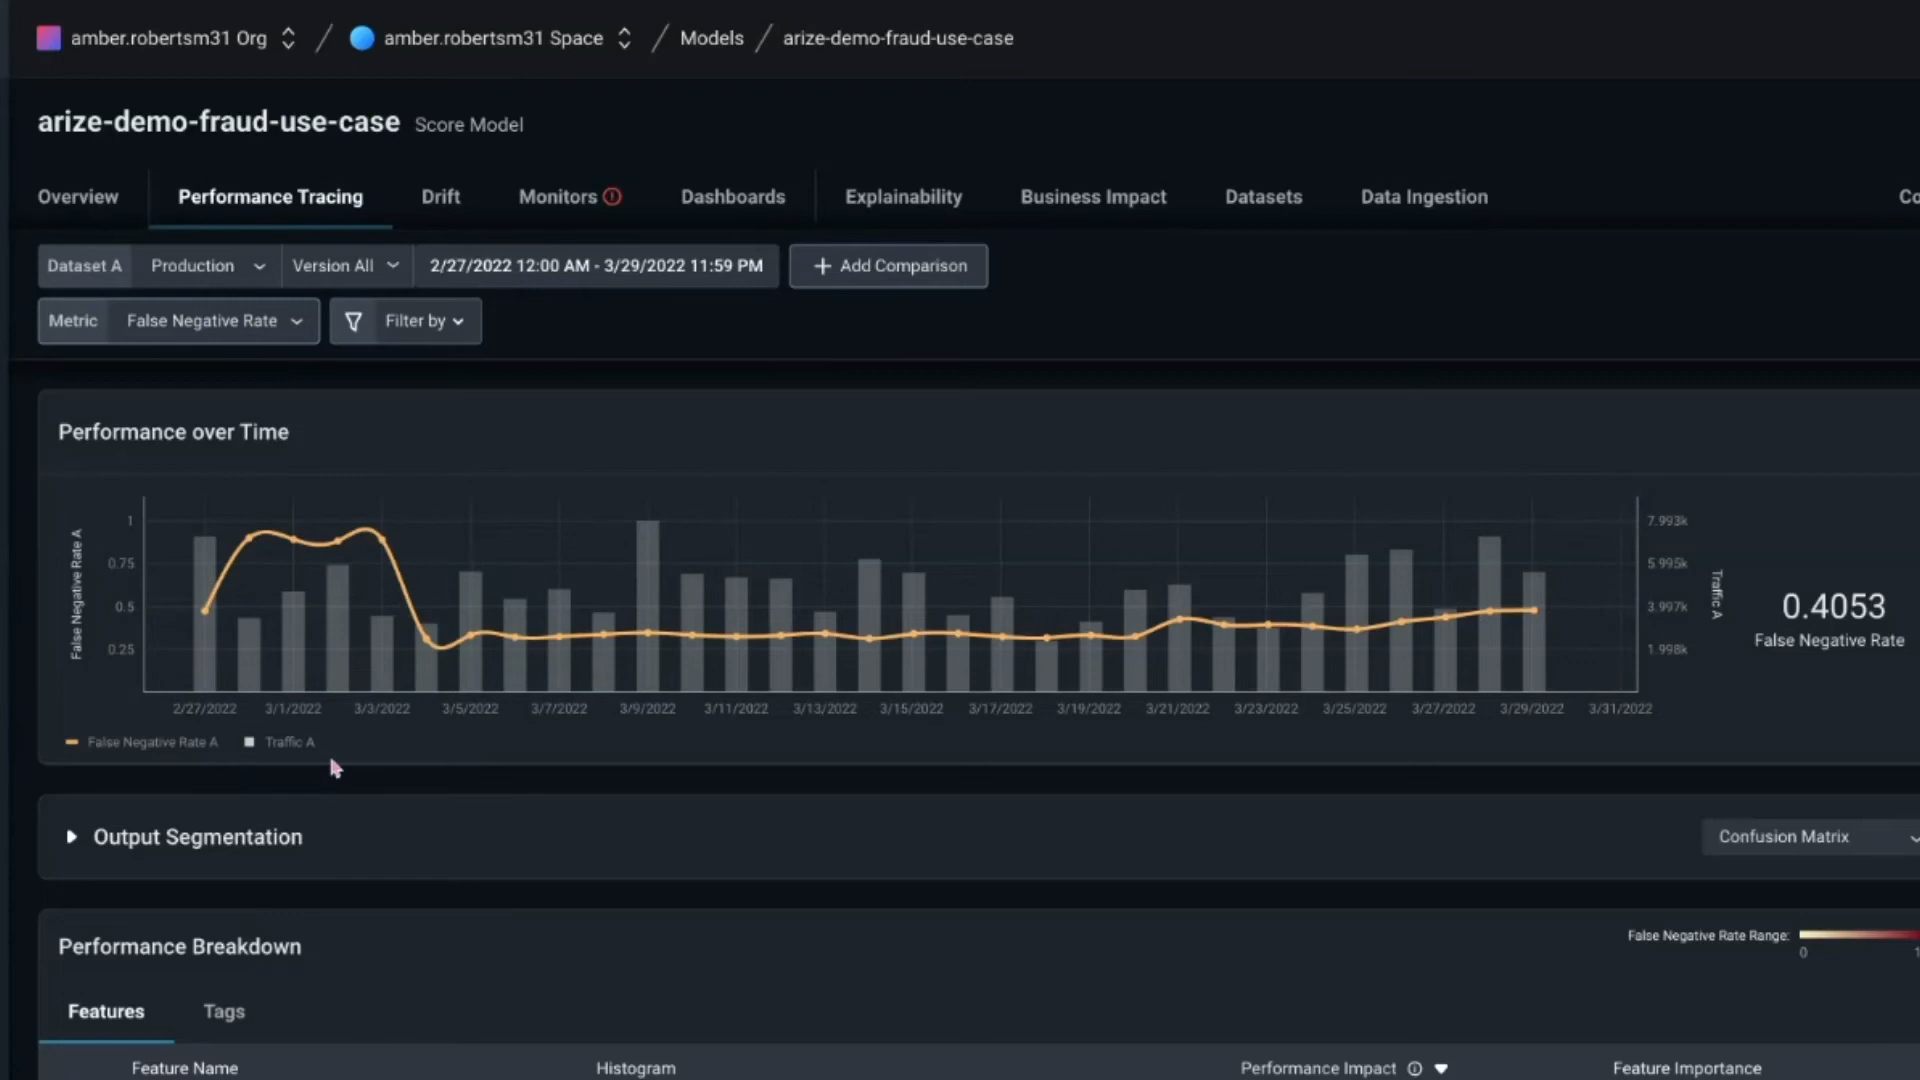 amber.robertsm31 Org / amber.robertsm31 Space / Models / arize-demo-fraud-use-case
arize-demo-fraud-use-case Score Model
Overview Performance Tracing Drift Monitors Dashboards Explainability Business Impact Datasets Data Ingestion Co
Dataset A Production Version All 2/27/2022 12:00 AM - 3/29/2022 11:59 PM + Add Comparison
Metric False Negative Rate Filter by
Performance over Time
False Negative Rate A
1
0.75
0.5
0.25
7.993k
5.995k
3.997k
1.998k
Traffic A
2/27/2022 3/1/2022 3/3/2022 3/5/2022 3/7/2022 3/9/2022 3/11/2022 3/13/2022 3/15/2022 3/17/2022 3/19/2022 3/21/2022 3/23/2022 3/25/2022 3/27/2022 3/29/2022 3/31/2022
False Negative Rate A Traffic A
0.4053
False Negative Rate
Output Segmentation Confusion Matrix
Performance Breakdown False Negative Rate Range:
0 1
Features Tags
Feature Name Histogram Performance Impact Feature Importance